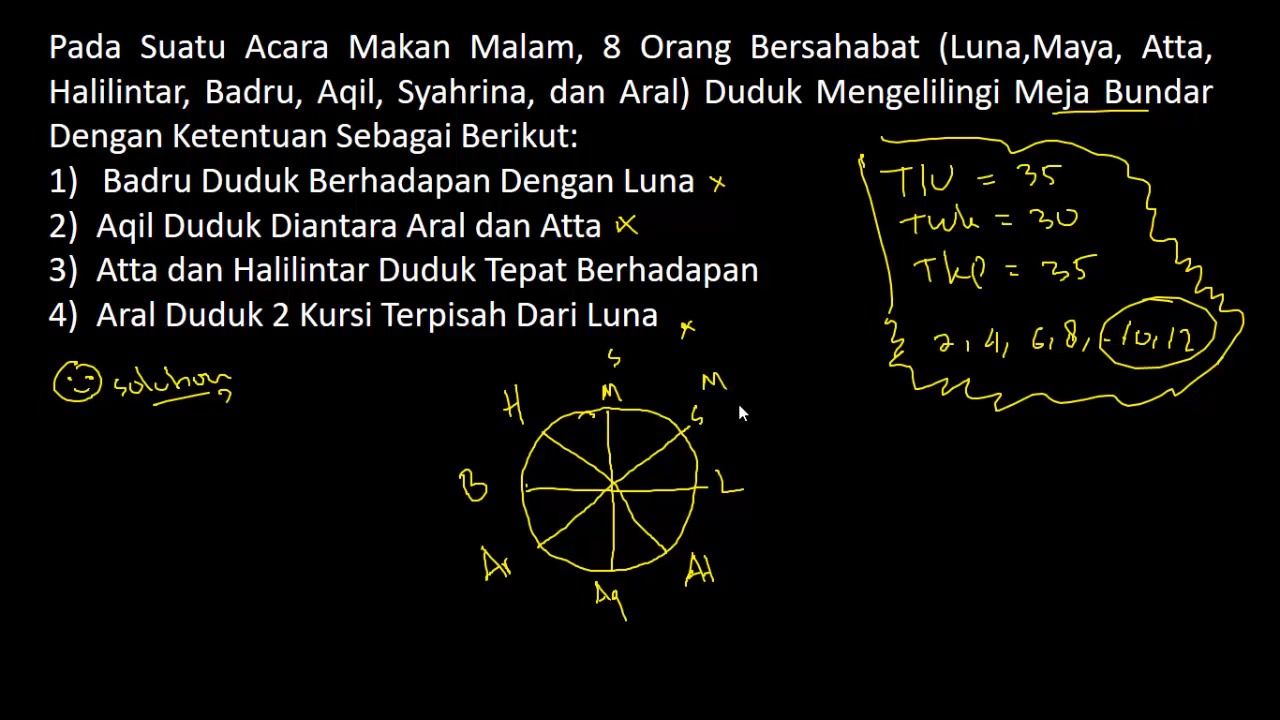 Pada Suatu Acara Makan Malam, 8 Orang Bersahabat (Luna,Maya, Atta,
Halilintar, Badru, Aqil, Syahrina, dan Aral) Duduk Mengelilingi Meja Bundar
Dengan Ketentuan Sebagai Berikut:
1) Badru Duduk Berhadapan Dengan Luna x
2) Aqil Duduk Diantara Aral dan Atta x
3) Atta dan Halilintar Duduk Tepat Berhadapan
4) Aral Duduk 2 Kursi Terpisah Dari Luna x
TIU = 35
TWK = 30
TKP = 35
2, 4, 6, 8, -10, 12
solution
S
M
H
M
S
B
L
Ar
At
Aq